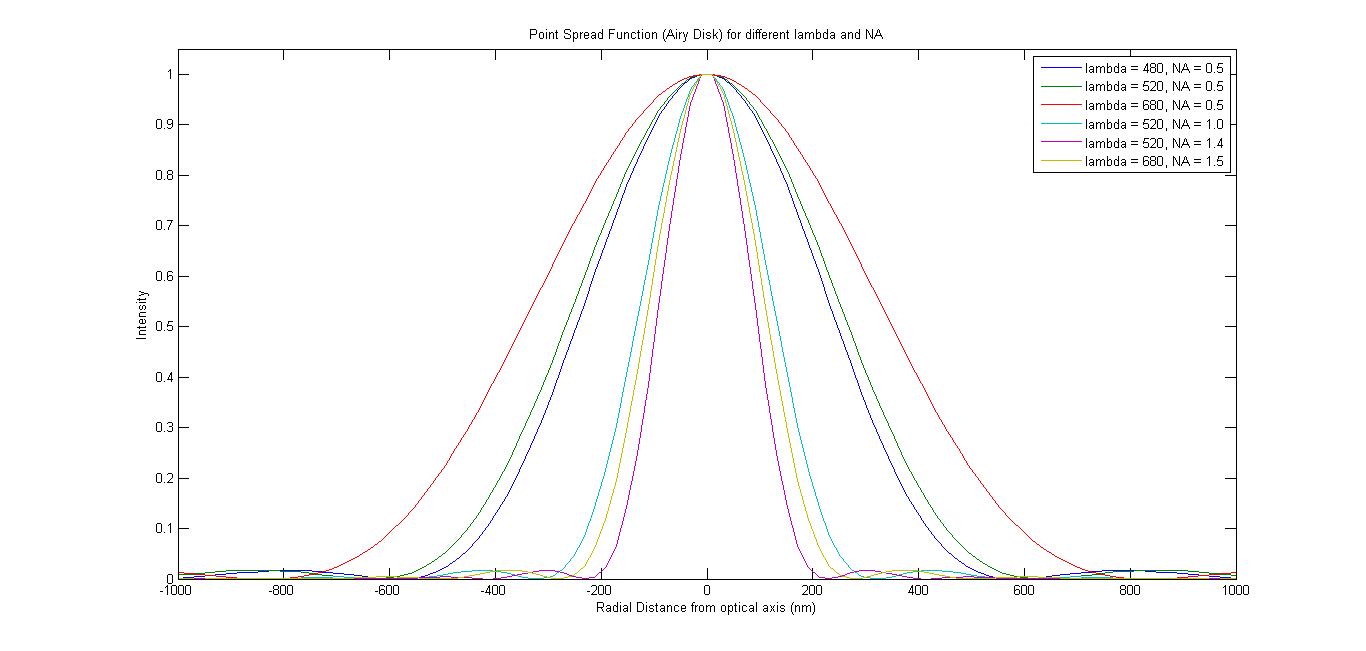 Point Spread Function (Airy Disk) for different lambda and NA
lambda = 480, NA = 0.5
lambda = 520, NA = 0.5
lambda = 680, NA = 0.5
lambda = 520, NA = 1.0
lambda = 520, NA = 1.4
lambda = 680, NA = 1.5
1
0.9
0.8
0.7
0.6
0.5
0.4
0.3
0.2
0.1
0
Intensity
-1000 -800 -600 -400 -200 0 200 400 600 800 1000
Radial Distance from optical axis (nm)